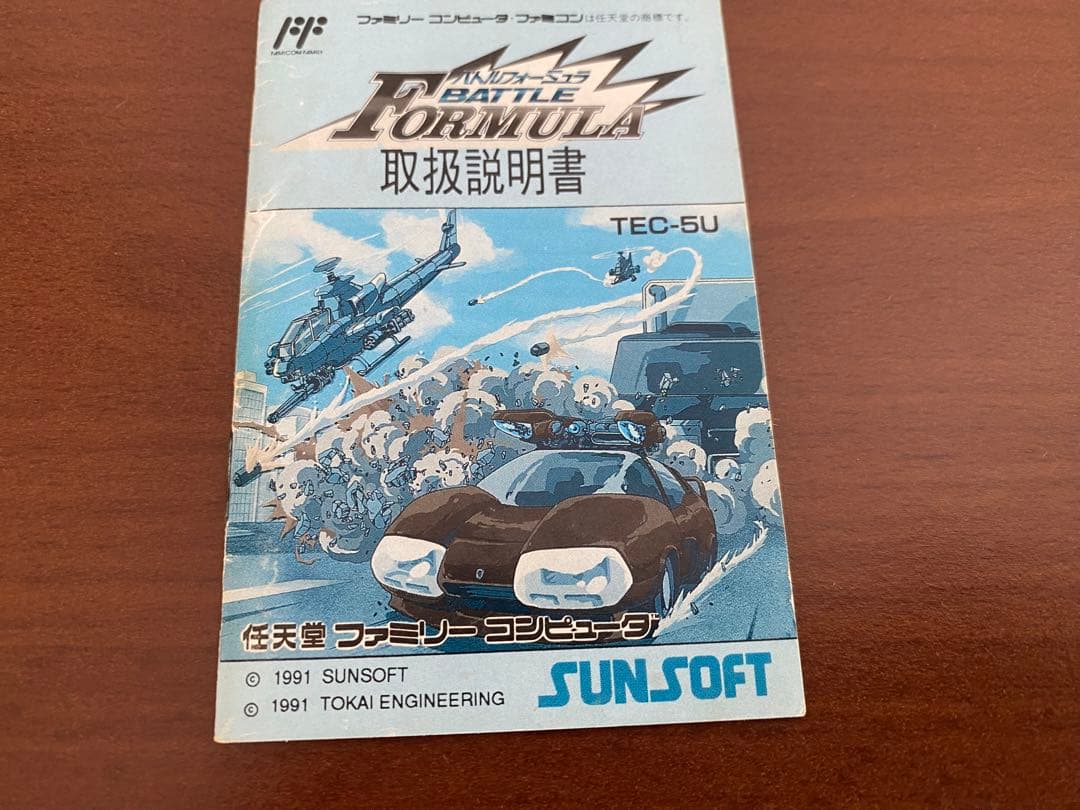 ファミリー コンピュータ・ファミコンは任天堂の商標です。
FF
FAMICOM FAMILY
バトルフォーミュラ
BATTLE
FORMULA
取扱説明書
TEC-5U
任天堂 ファミリー コンピュータ
© 1991 SUNSOFT
© 1991 TOKAI ENGINEERING
SUNSOFT